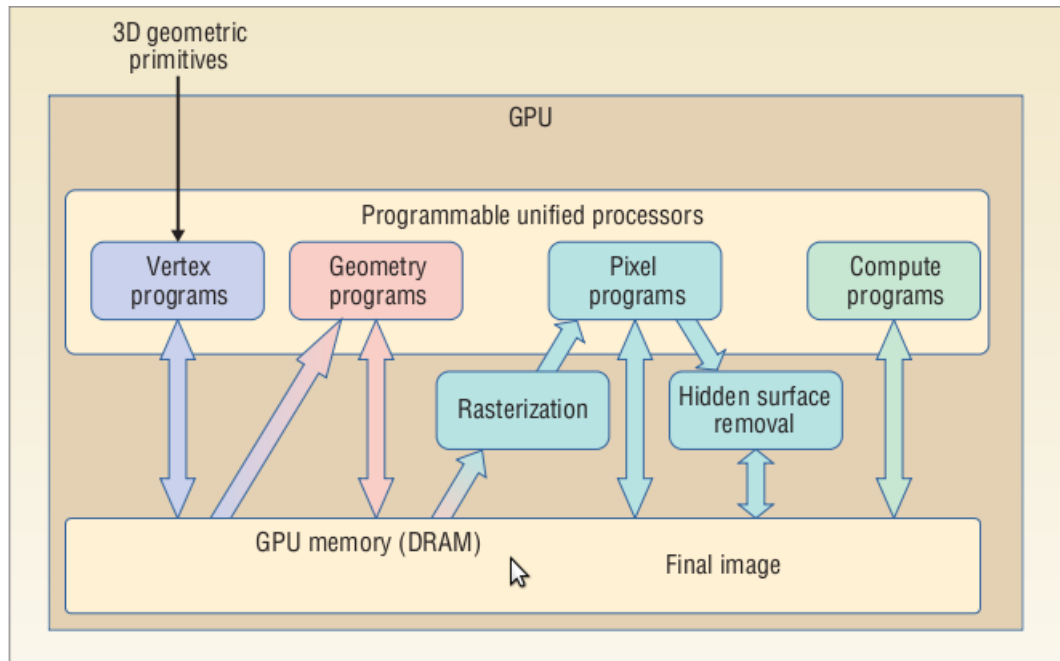 3D geometric
primitives
GPU
Programmable unified processors
Vertex
programs
Geometry
programs
Pixel
programs
Compute
programs
Rasterization
Hidden surface
removal
GPU memory (DRAM)
Final image